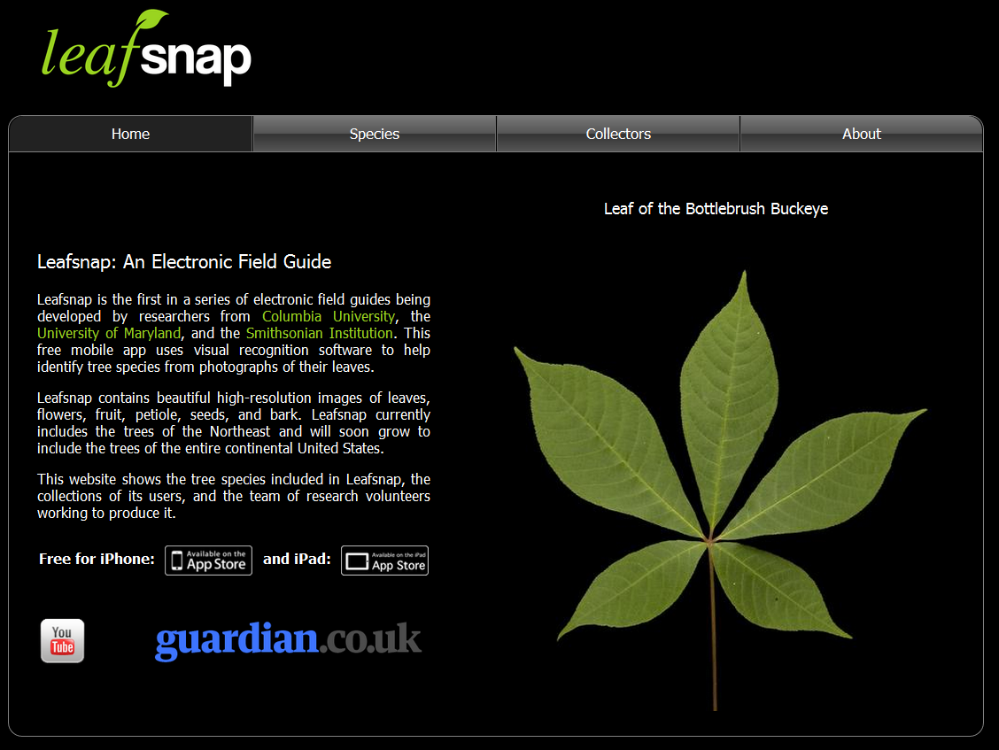 leafsnap
Home
Species
Collectors
About
Leaf of the Bottlebrush Buckeye
Leafsnap: An Electronic Field Guide
Leafsnap is the first in a series of electronic field guides being
developed by researchers from Columbia University, the
University of Maryland, and the Smithsonian Institution. This
free mobile app uses visual recognition software to help
identify tree species from photographs of their leaves.
Leafsnap contains beautiful high-resolution images of leaves,
flowers, fruit, petiole, seeds, and bark. Leafsnap currently
includes the trees of the Northeast and will soon grow to
include the trees of the entire continental United States.
This website shows the tree species included in Leafsnap, the
collections of its users, and the team of research volunteers
working to produce it.
Free for iPhone:
Available on the
App Store
and iPad:
Available on the iPad
App Store
You
Tube
guardian.co.uk